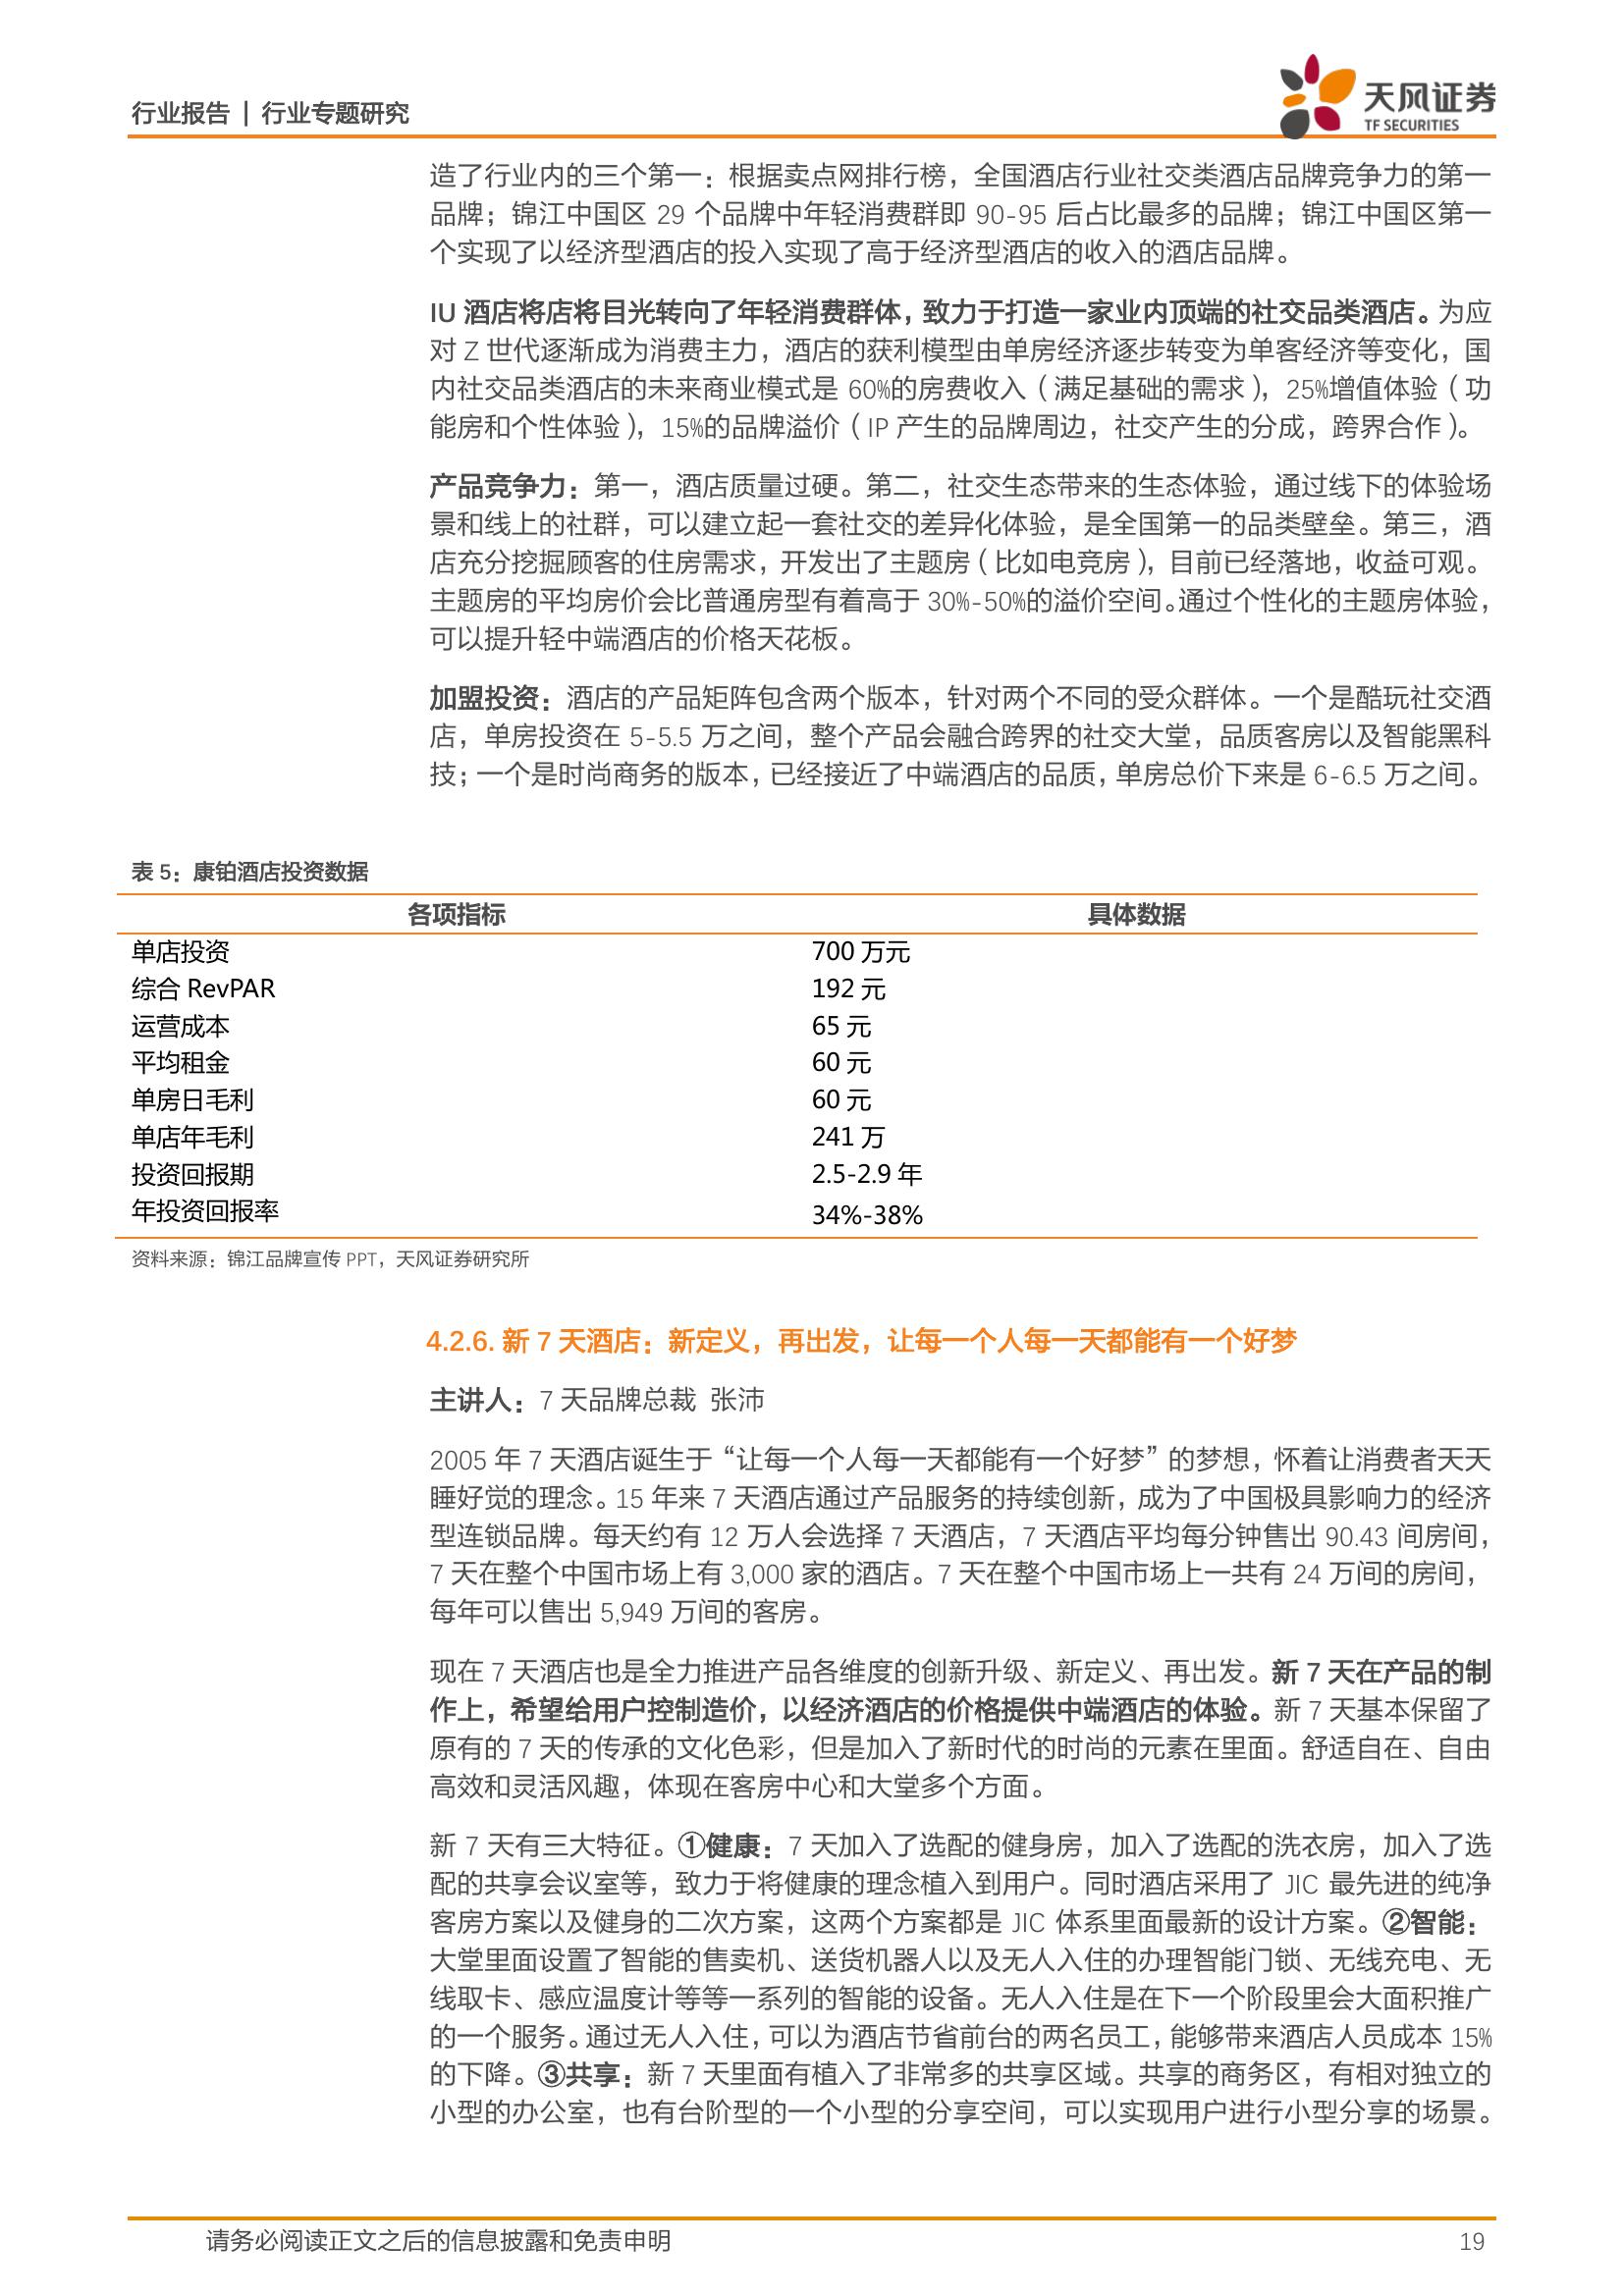 行业报告 | 行业专题研究
天风证券
TF SECURITIES
造了行业内的三个第一：根据卖点网排行榜，全国酒店行业社交类酒店品牌竞争力的第一
品牌；锦江中国区 29 个品牌中年轻消费群即 90-95 后占比最多的品牌；锦江中国区第一
个实现了以经济型酒店的投入实现了高于经济型酒店的收入的酒店品牌。
IU 酒店将店将目光转向了年轻消费群体，致力于打造一家业内顶端的社交品类酒店。为应
对 Z 世代逐渐成为消费主力，酒店的获利模型由单房经济逐步转变为单客经济等变化，国
内社交品类酒店的未来商业模式是 60%的房费收入（满足基础的需求），25%增值体验（功
能房和个性体验），15%的品牌溢价（IP 产生的品牌周边，社交产生的分成，跨界合作）。
产品竞争力：第一，酒店质量过硬。第二，社交生态带来的生态体验，通过线下的体验场
景和线上的社群，可以建立起一套社交的差异化体验，是全国第一的品类壁垒。第三，酒
店充分挖掘顾客的住房需求，开发出了主题房（比如电竞房），目前已经落地，收益可观。
主题房的平均房价会比普通房型有着高于 30%-50%的溢价空间。通过个性化的主题房体验，
可以提升轻中端酒店的价格天花板。
加盟投资：酒店的产品矩阵包含两个版本，针对两个不同的受众群体。一个是酷玩社交酒
店，单房投资在 5-5.5 万之间，整个产品会融合跨界的社交大堂，品质客房以及智能黑科
技；一个是时尚商务的版本，已经接近了中端酒店的品质，单房总价下来是 6-6.5 万之间。
表 5：康铂酒店投资数据
各项指标 具体数据
单店投资 700 万元
综合 RevPAR 192 元
运营成本 65 元
平均租金 60 元
单房日毛利 60 元
单店年毛利 241 万
投资回报期 2.5-2.9 年
年投资回报率 34%-38%
资料来源：锦江品牌宣传 PPT，天风证券研究所
4.2.6. 新 7 天酒店：新定义，再出发，让每一个人每一天都能有一个好梦
主讲人：7 天品牌总裁 张沛
2005 年 7 天酒店诞生于“让每一个人每一天都能有一个好梦”的梦想，怀着让消费者天天
睡好觉的理念。15 年来 7 天酒店通过产品服务的持续创新，成为了中国极具影响力的经济
型连锁品牌。每天约有 12 万人会选择 7 天酒店，7 天酒店平均每分钟售出 90.43 间房间，
7 天在整个中国市场上有 3,000 家的酒店。7 天在整个中国市场上一共有 24 万间的房间，
每年可以售出 5,949 万间的客房。
现在 7 天酒店也是全力推进产品各维度的创新升级、新定义、再出发。新 7 天在产品的制
作上，希望给用户控制造价，以经济酒店的价格提供中端酒店的体验。新 7 天基本保留了
原有的 7 天的传承的文化色彩，但是加入了新时代的时尚的元素在里面。舒适自在、自由
高效和灵活风趣，体现在客房中心和大堂多个方面。
新 7 天有三大特征。①健康：7 天加入了选配的健身房，加入了选配的洗衣房，加入了选
配的共享会议室等，致力于将健康的理念植入到用户。同时酒店采用了 JIC 最先进的纯净
客房方案以及健身的二次方案，这两个方案都是 JIC 体系里面最新的设计方案。②智能：
大堂里面设置了智能的售卖机、送货机器人以及无人入住的办理智能门锁、无线充电、无
线取卡、感应温度计等等一系列的智能的设备。无人入住是在下一个阶段里会大面积推广
的一个服务。通过无人入住，可以为酒店节省前台的两名员工，能够带来酒店人员成本 15%
的下降。③共享：新 7 天里面有植入了非常多的共享区域。共享的商务区，有相对独立的
小型的办公室，也有台阶型的一个小型的分享空间，可以实现用户进行小型分享的场景。
请务必阅读正文之后的信息披露和免责申明 19